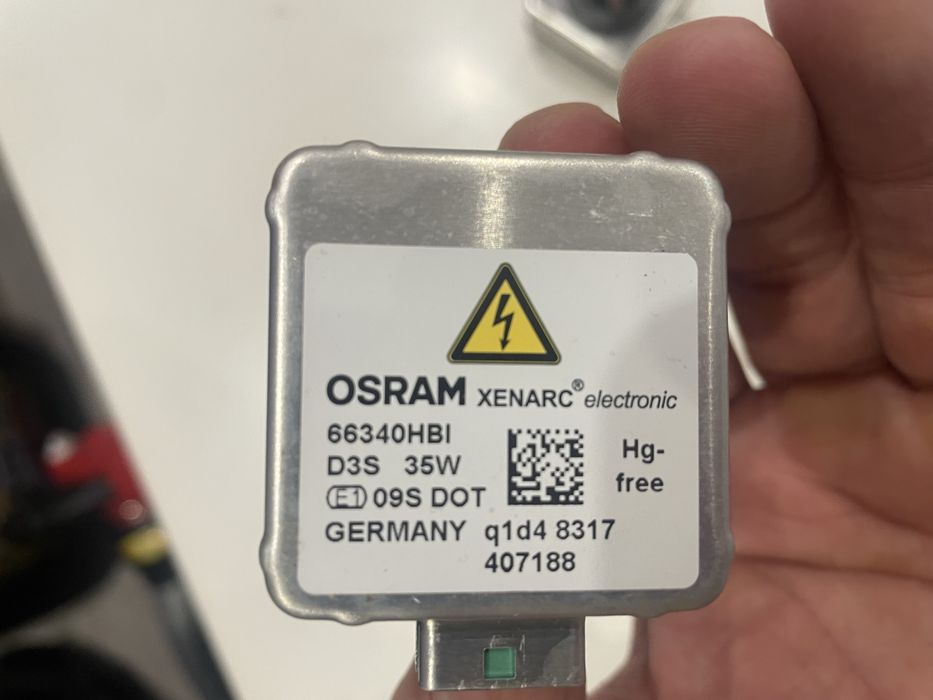 OSRAM XENARC® electronic
66340HBI
D3S 35W
Hg-
free
E1 09S DOT
GERMANY q1d4 8317
407188